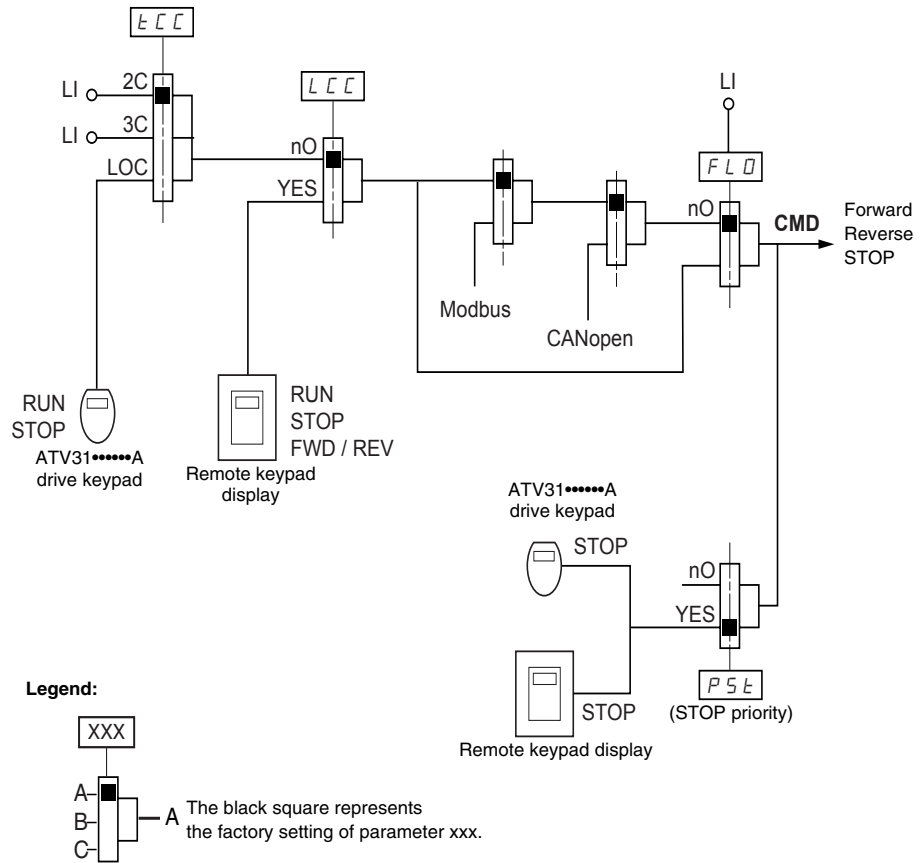 tCC
LI 2C
LI 3C
LOC
LCC
nO
YES
LI
FLO
nO
CMD
Forward
Reverse
STOP
Modbus
CANopen
RUN
STOP
ATV31••••••A
drive keypad
RUN
STOP
FWD / REV
Remote keypad
display
ATV31••••••A
drive keypad
STOP
nO
YES
PSt
(STOP priority)
STOP
Remote keypad display
Legend:
XXX
A
B
C
A
The black square represents
the factory setting of parameter xxx.